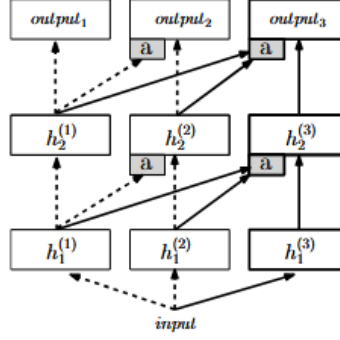 output₁ output₂ output₃
a a
h₂⁽¹⁾ h₂⁽²⁾ h₂⁽³⁾
a a
h₁⁽¹⁾ h₁⁽²⁾ h₁⁽³⁾
input